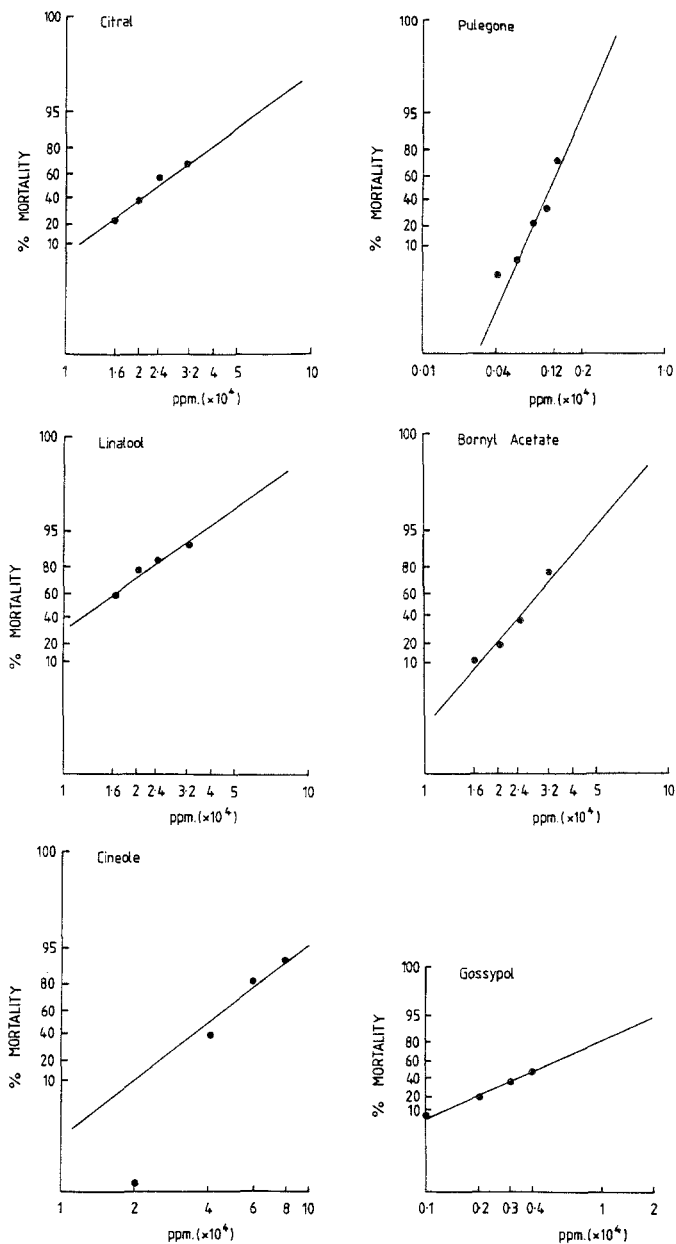 Citral
100
95
80
60
40
20
10
% MORTALITY
1 1·6 2 2·4 3·2 4 5 10
ppm.(×10⁴)
Pulegone
100
95
80
60
40
20
10
% MORTALITY
0·01 0·04 0·12 0·2 1·0
ppm.(×10⁴)
Linalool
100
95
80
60
40
20
10
% MORTALITY
1 1·6 2 2·4 3·2 4 5 10
ppm.(×10⁴)
Bornyl Acetate
100
95
80
60
40
20
10
% MORTALITY
1 1·6 2 2·4 3·2 4 5 10
ppm.(×10⁴)
Cineole
100
95
80
60
40
20
10
% MORTALITY
1 2 4 6 8 10
ppm.(×10⁴)
Gossypol
100
95
80
60
40
20
10
% MORTALITY
0·1 0·2 0·3 0·4 1 2
ppm.(×10⁴)